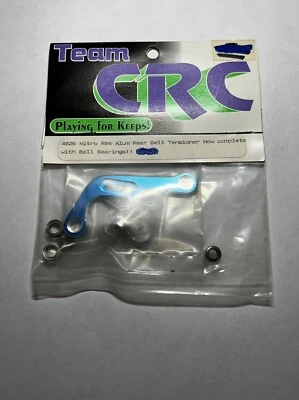 Team
CRC
Playing for Keeps!
4826 Nitro RS4 Alum Rear Belt Tensioner Now complete
with Ball Bearings!!